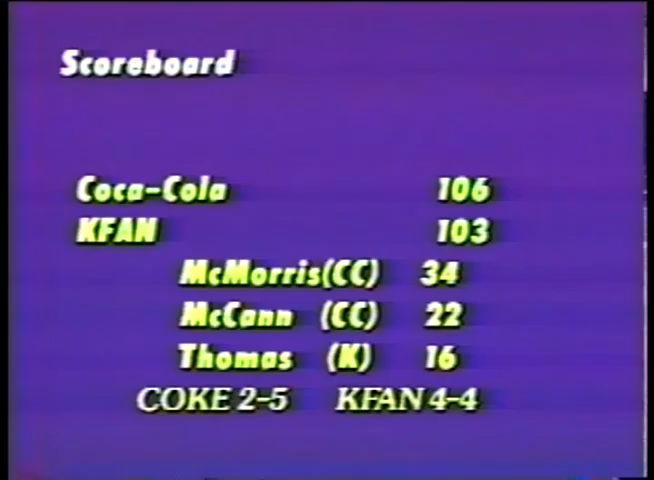 Scoreboard
Coca-Cola 106
KFAN 103
McMorris(CC) 34
McCann (CC) 22
Thomas (K) 16
COKE 2-5 KFAN 4-4